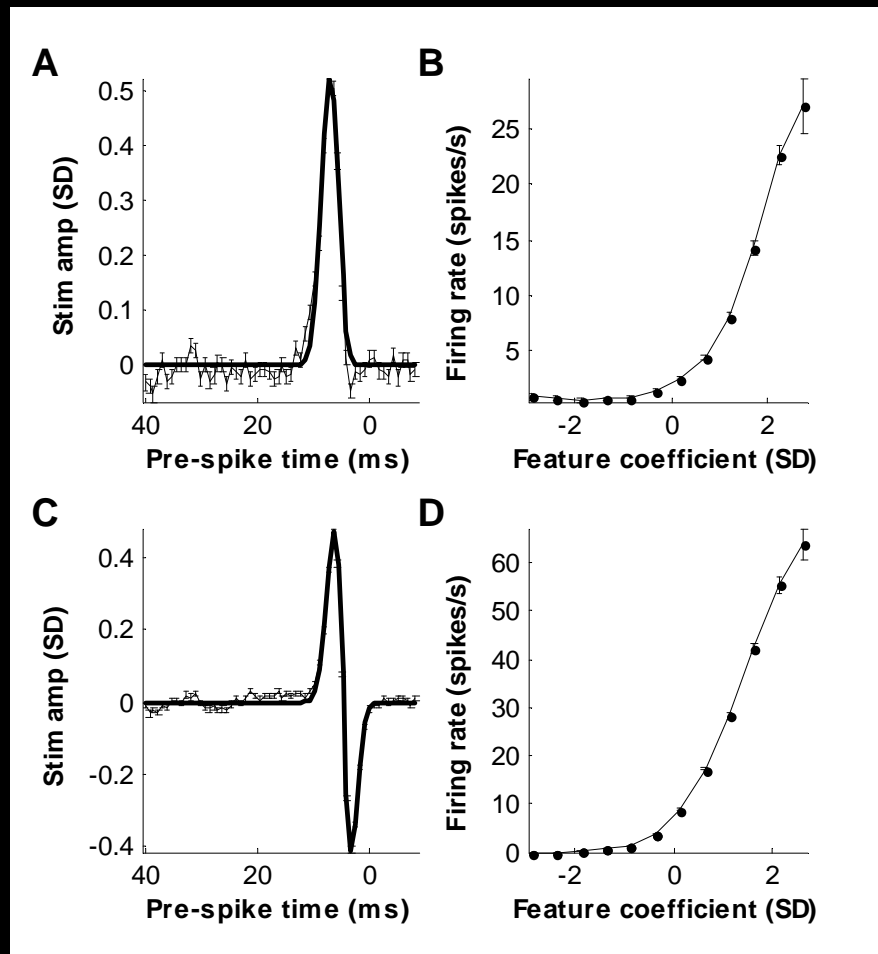 A
Stim amp (SD)
0.5
0.4
0.3
0.2
0.1
0
40
20
0
Pre-spike time (ms)
B
Firing rate (spikes/s)
25
20
15
10
5
-2
0
2
Feature coefficient (SD)
C
Stim amp (SD)
0.4
0.2
0
-0.2
-0.4
40
20
0
Pre-spike time (ms)
D
Firing rate (spikes/s)
60
50
40
30
20
10
0
-2
0
2
Feature coefficient (SD)